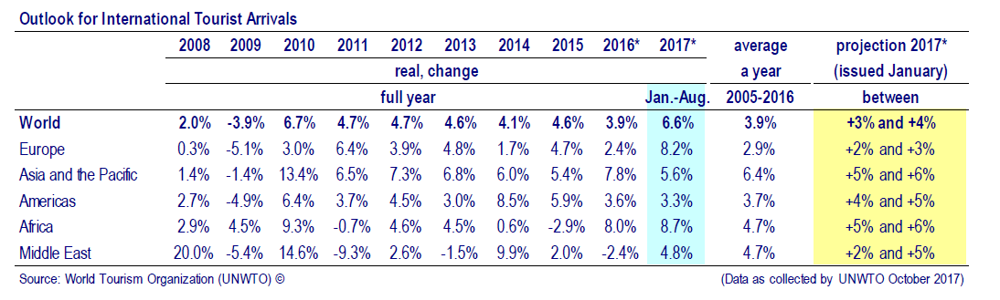 Outlook for International Tourist Arrivals
2008 2009 2010 2011 2012 2013 2014 2015 2016* 2017* average projection 2017*
real, change a year (issued January)
full year Jan.-Aug. 2005-2016 between
World 2.0% -3.9% 6.7% 4.7% 4.7% 4.6% 4.1% 4.6% 3.9% 6.6% 3.9% +3% and +4%
Europe 0.3% -5.1% 3.0% 6.4% 3.9% 4.8% 1.7% 4.7% 2.4% 8.2% 2.9% +2% and +3%
Asia and the Pacific 1.4% -1.4% 13.4% 6.5% 7.3% 6.8% 6.0% 5.4% 7.8% 5.6% 6.4% +5% and +6%
Americas 2.7% -4.9% 6.4% 3.7% 4.5% 3.0% 8.5% 5.9% 3.6% 3.3% 3.7% +4% and +5%
Africa 2.9% 4.5% 9.3% -0.7% 4.6% 4.5% 0.6% -2.9% 8.0% 8.7% 4.7% +5% and +6%
Middle East 20.0% -5.4% 14.6% -9.3% 2.6% -1.5% 9.9% 2.0% -2.4% 4.8% 4.7% +2% and +5%
Source: World Tourism Organization (UNWTO) © (Data as collected by UNWTO October 2017)